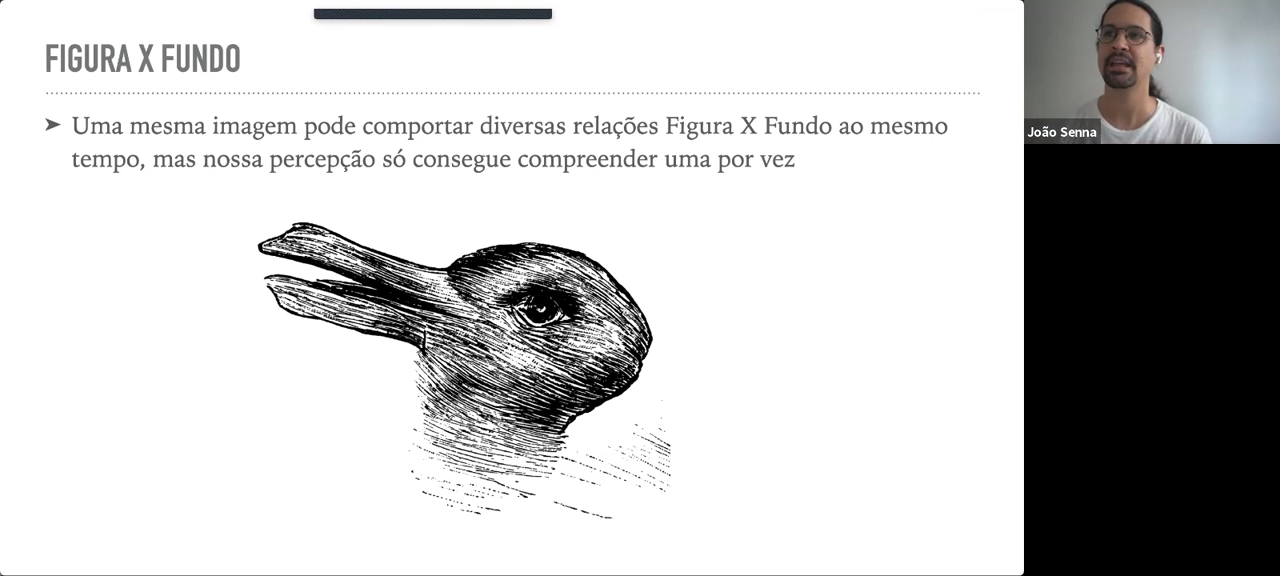 FIGURA X FUNDO
➤ Uma mesma imagem pode comportar diversas relações Figura X Fundo ao mesmo
tempo, mas nossa percepção só consegue compreender uma por vez
João Senna